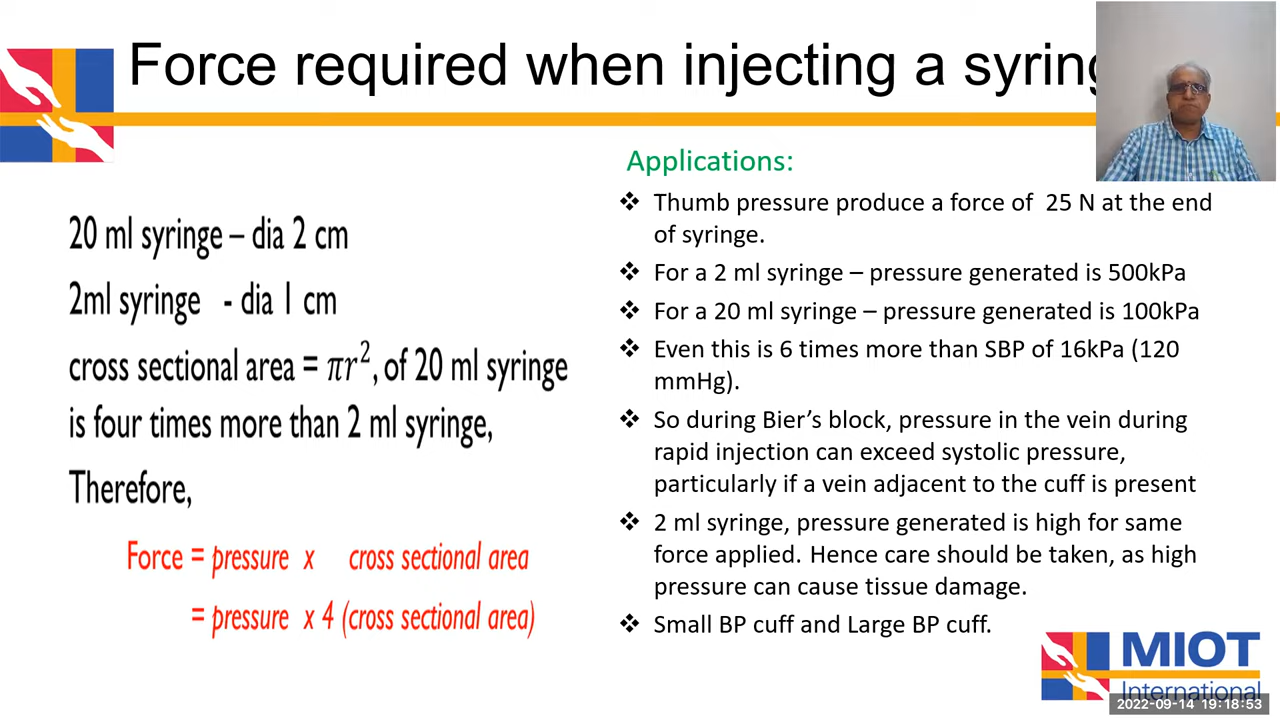 Force required when injecting a syring
20 ml syringe – dia 2 cm
2ml syringe - dia 1 cm
cross sectional area = πr², of 20 ml syringe
is four times more than 2 ml syringe,
Therefore,
Force = pressure x cross sectional area
= pressure x 4 (cross sectional area)
Applications:
❖ Thumb pressure produce a force of 25 N at the end
of syringe.
❖ For a 2 ml syringe – pressure generated is 500kPa
❖ For a 20 ml syringe – pressure generated is 100kPa
❖ Even this is 6 times more than SBP of 16kPa (120
mmHg).
❖ So during Bier’s block, pressure in the vein during
rapid injection can exceed systolic pressure,
particularly if a vein adjacent to the cuff is present
❖ 2 ml syringe, pressure generated is high for same
force applied. Hence care should be taken, as high
pressure can cause tissue damage.
❖ Small BP cuff and Large BP cuff.
MIOT
International
2022-09-14 19:18:53